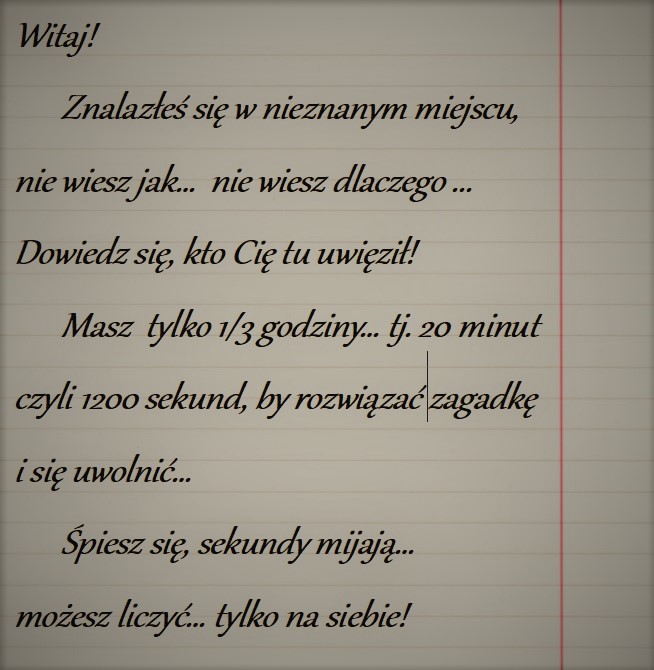 Witaj!
Znalazłeś się w nieznanym miejscu,
nie wiesz jak... nie wiesz dlaczego ...
Dowiedz się, kto Cię tu uwięził!
Masz tylko 1/3 godziny... tj. 20 minut
czyli 1200 sekund, by rozwiązać zagadkę
i się uwolnić...
Śpiesz się, sekundy mijają...
możesz liczyć... tylko na siebie!